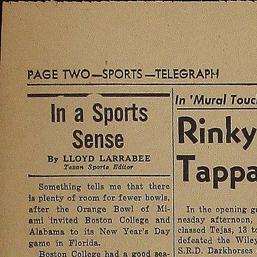 PAGE TWO—SPORTS—TELEGRAPH
In a Sports
Sense
By LLOYD LARRABEE
Texan Sports Editor
Something tells me that there
is plenty of room for fewer bowls,
after the Orange Bowl of Mi-
ami invited Boston College and
Alabama to its New Year's Day
game in Florida.
Boston College had a good sea-
In 'Mural Touc
Rinky
Tappa
In the opening g
nesday afternoon,
classed Tejas, 13 to
defeated the Wiley
S.R.D. Darkhorses